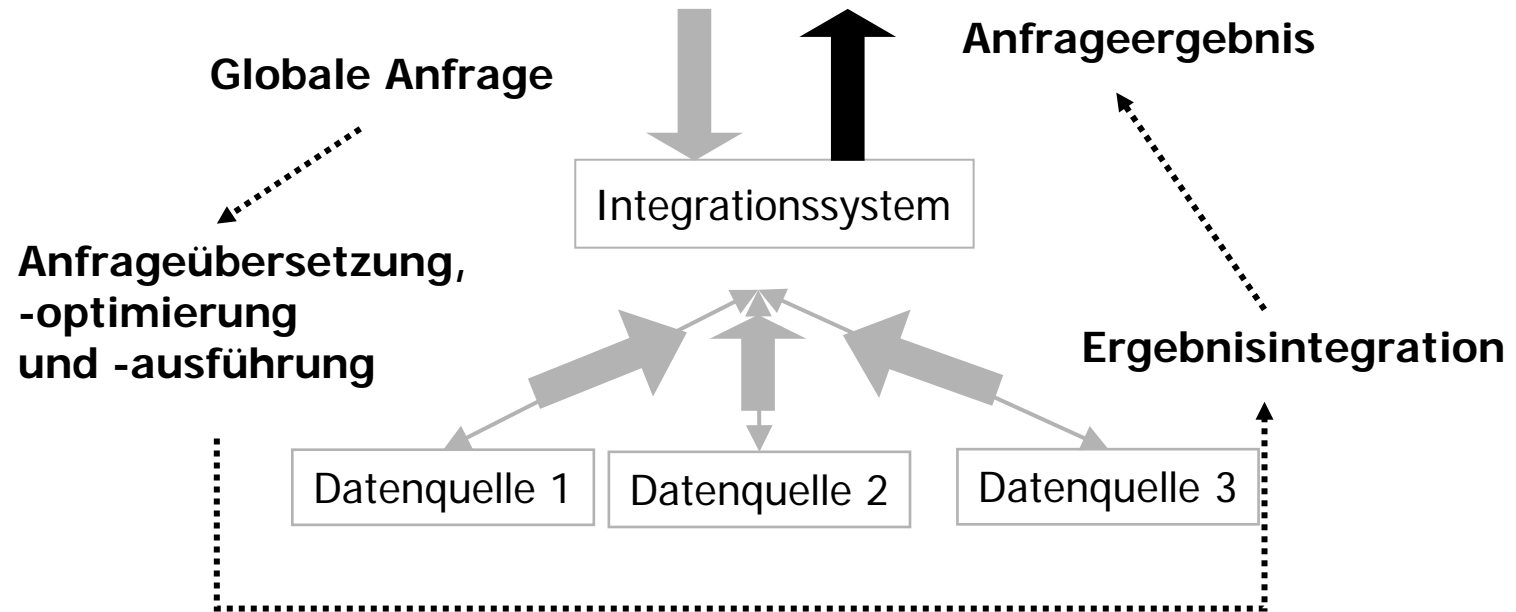 Anfrageergebnis
Globale Anfrage
Integrationssystem
Anfrageübersetzung,
-optimierung
und -ausführung
Ergebnisintegration
Datenquelle 1
Datenquelle 2
Datenquelle 3